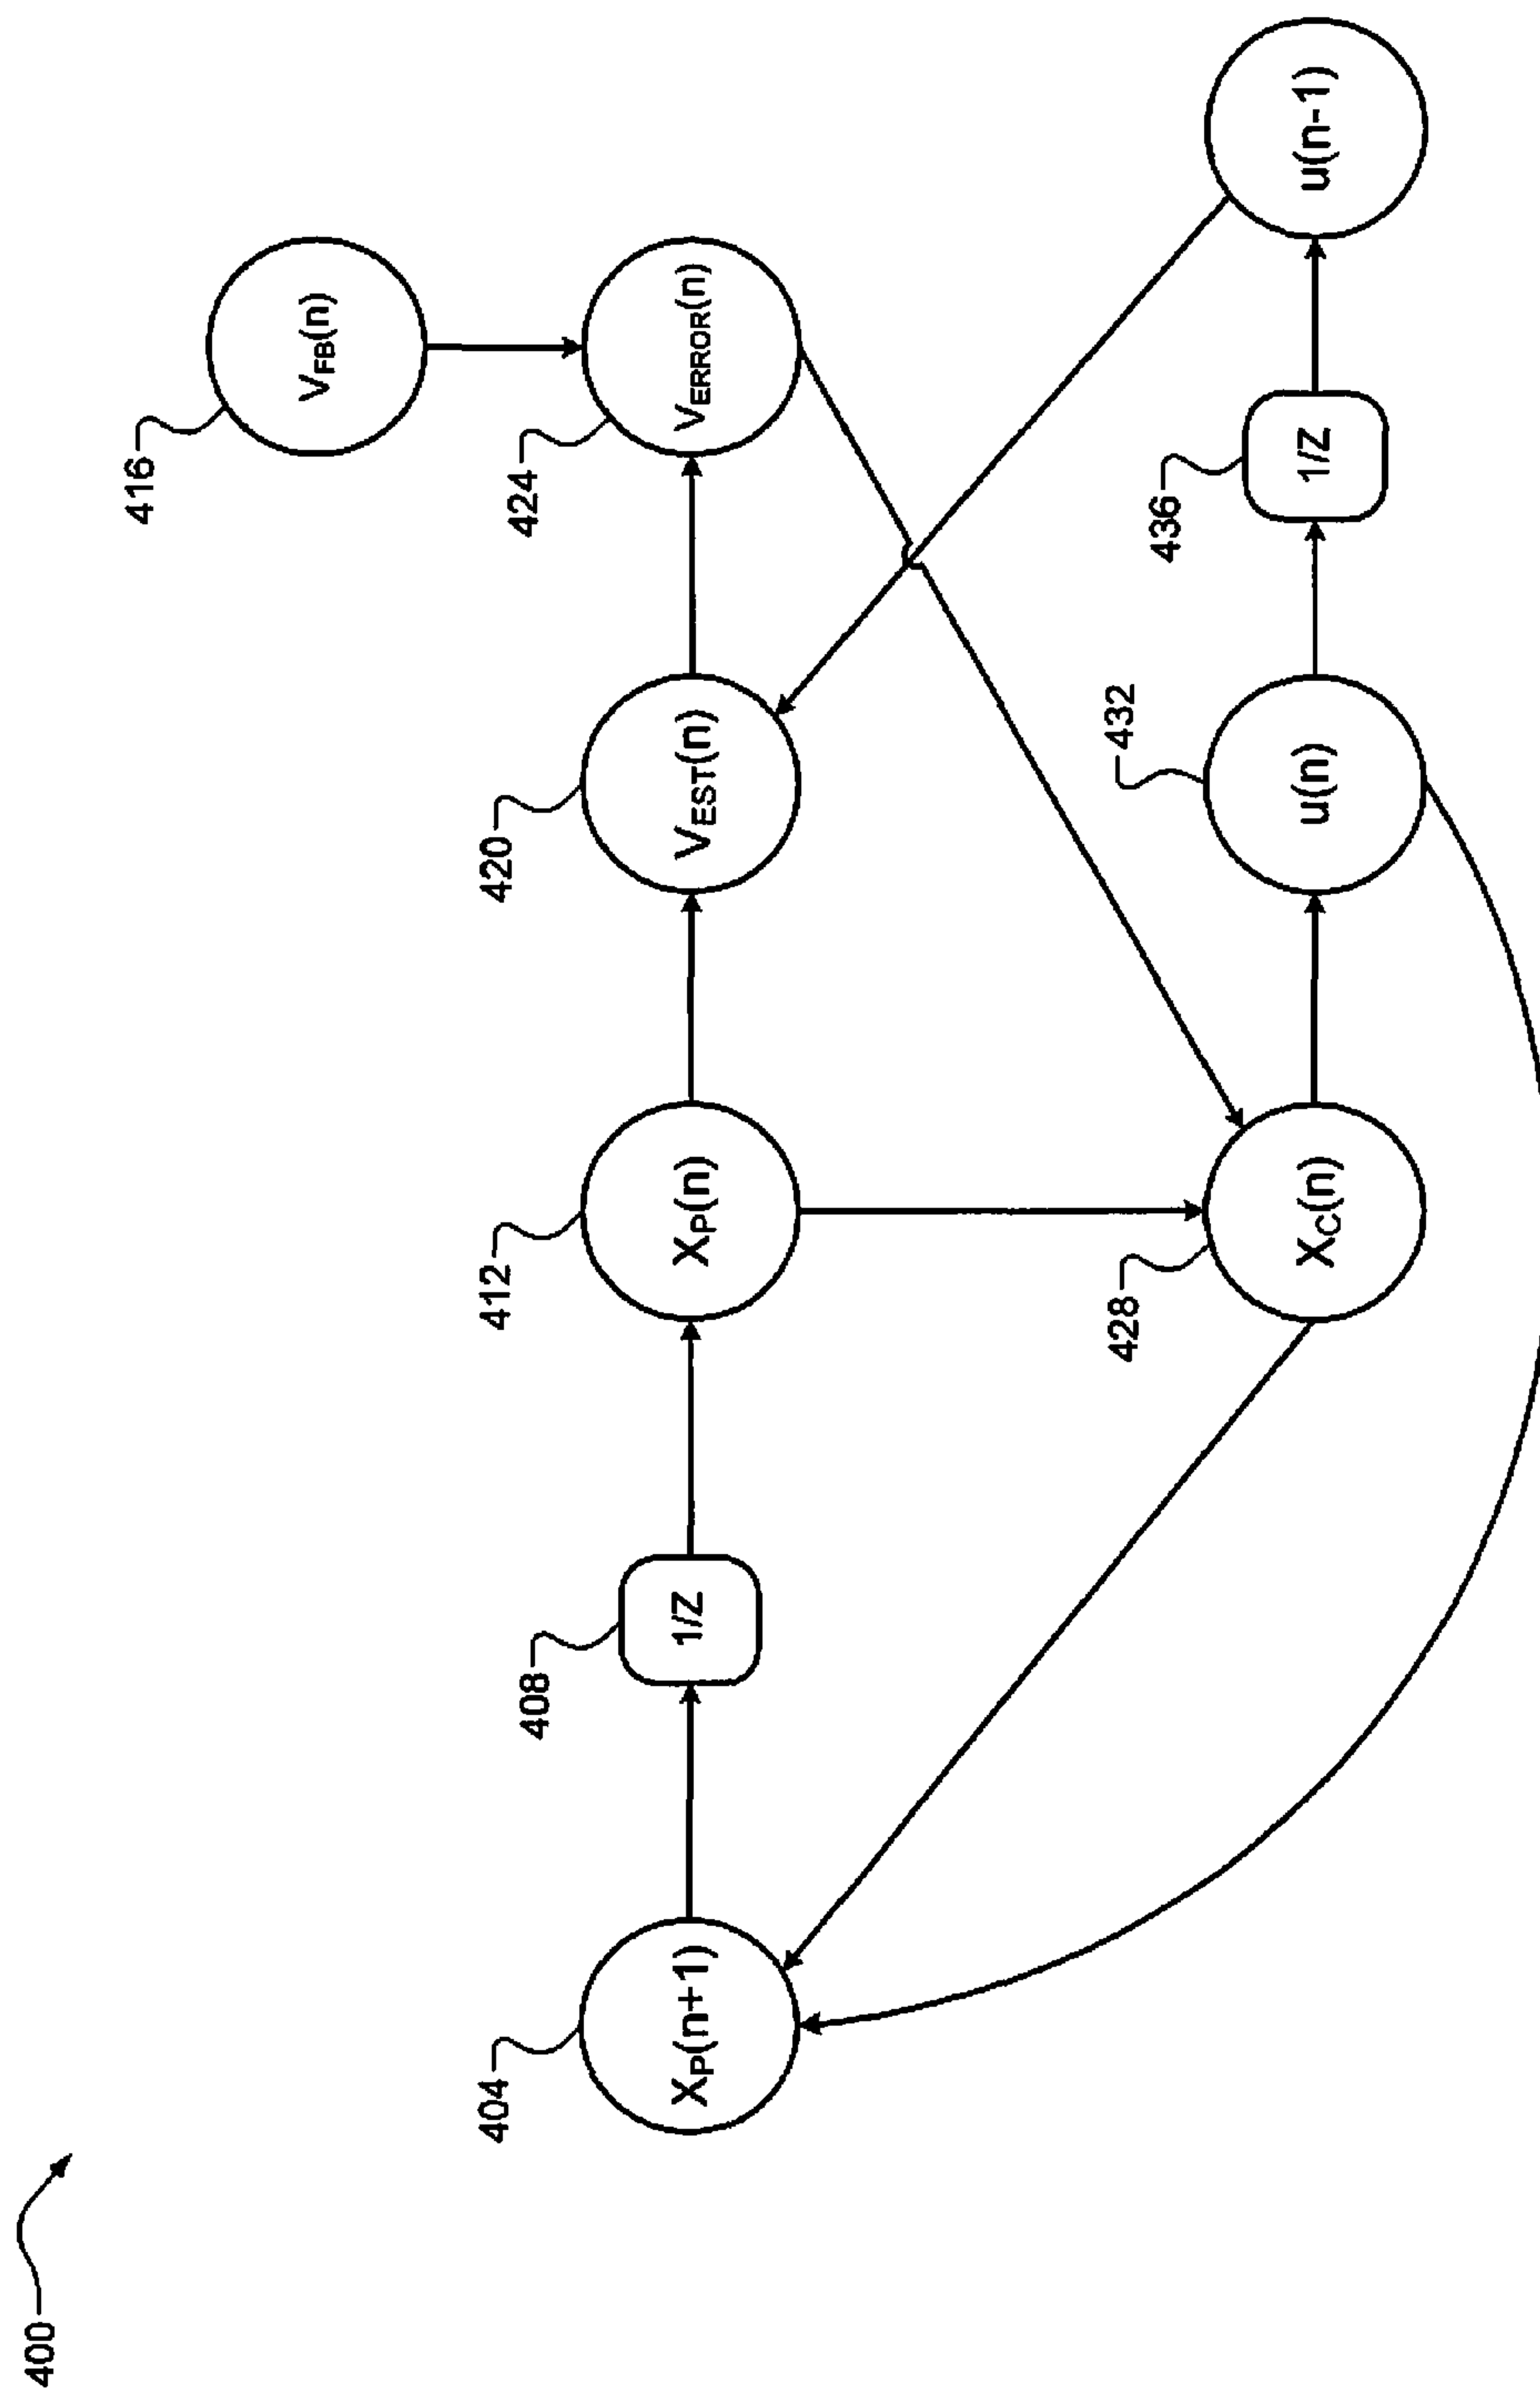 400
416
V_FB(n)
404
X_P(n+1)
408
1/Z
412
X_P(n)
420
V_EST(n)
424
V_ERROR(n)
428
X_C(n)
432
u(n)
436
1/Z
u(n-1)